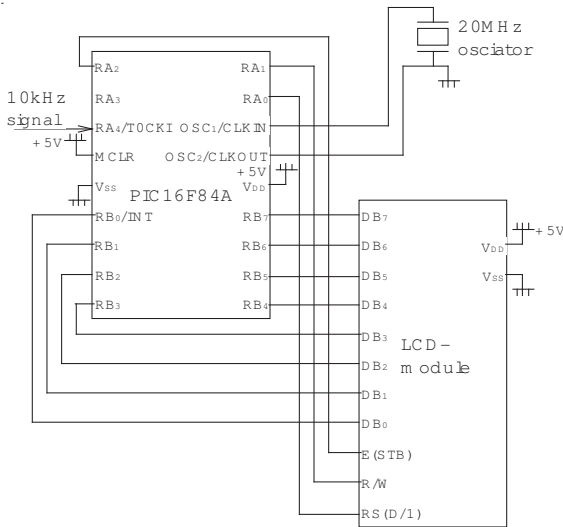 20MHz
osciator
RA2
RA1
RA3
RA0
10kHz
signal
RA4/T0CKI
OSC1/CLKIN
+5V
MCLR
OSC2/CLKOUT
+5V
VSS
VDD
PIC16F84A
RB0/INT
RB7
RB1
RB6
RB2
RB5
RB3
RB4
DB7
DB6
DB5
DB4
DB3
DB2
DB1
DB0
E(STB)
R/W
RS(D/1)
+5V
VDD
VSS
LCD-
module